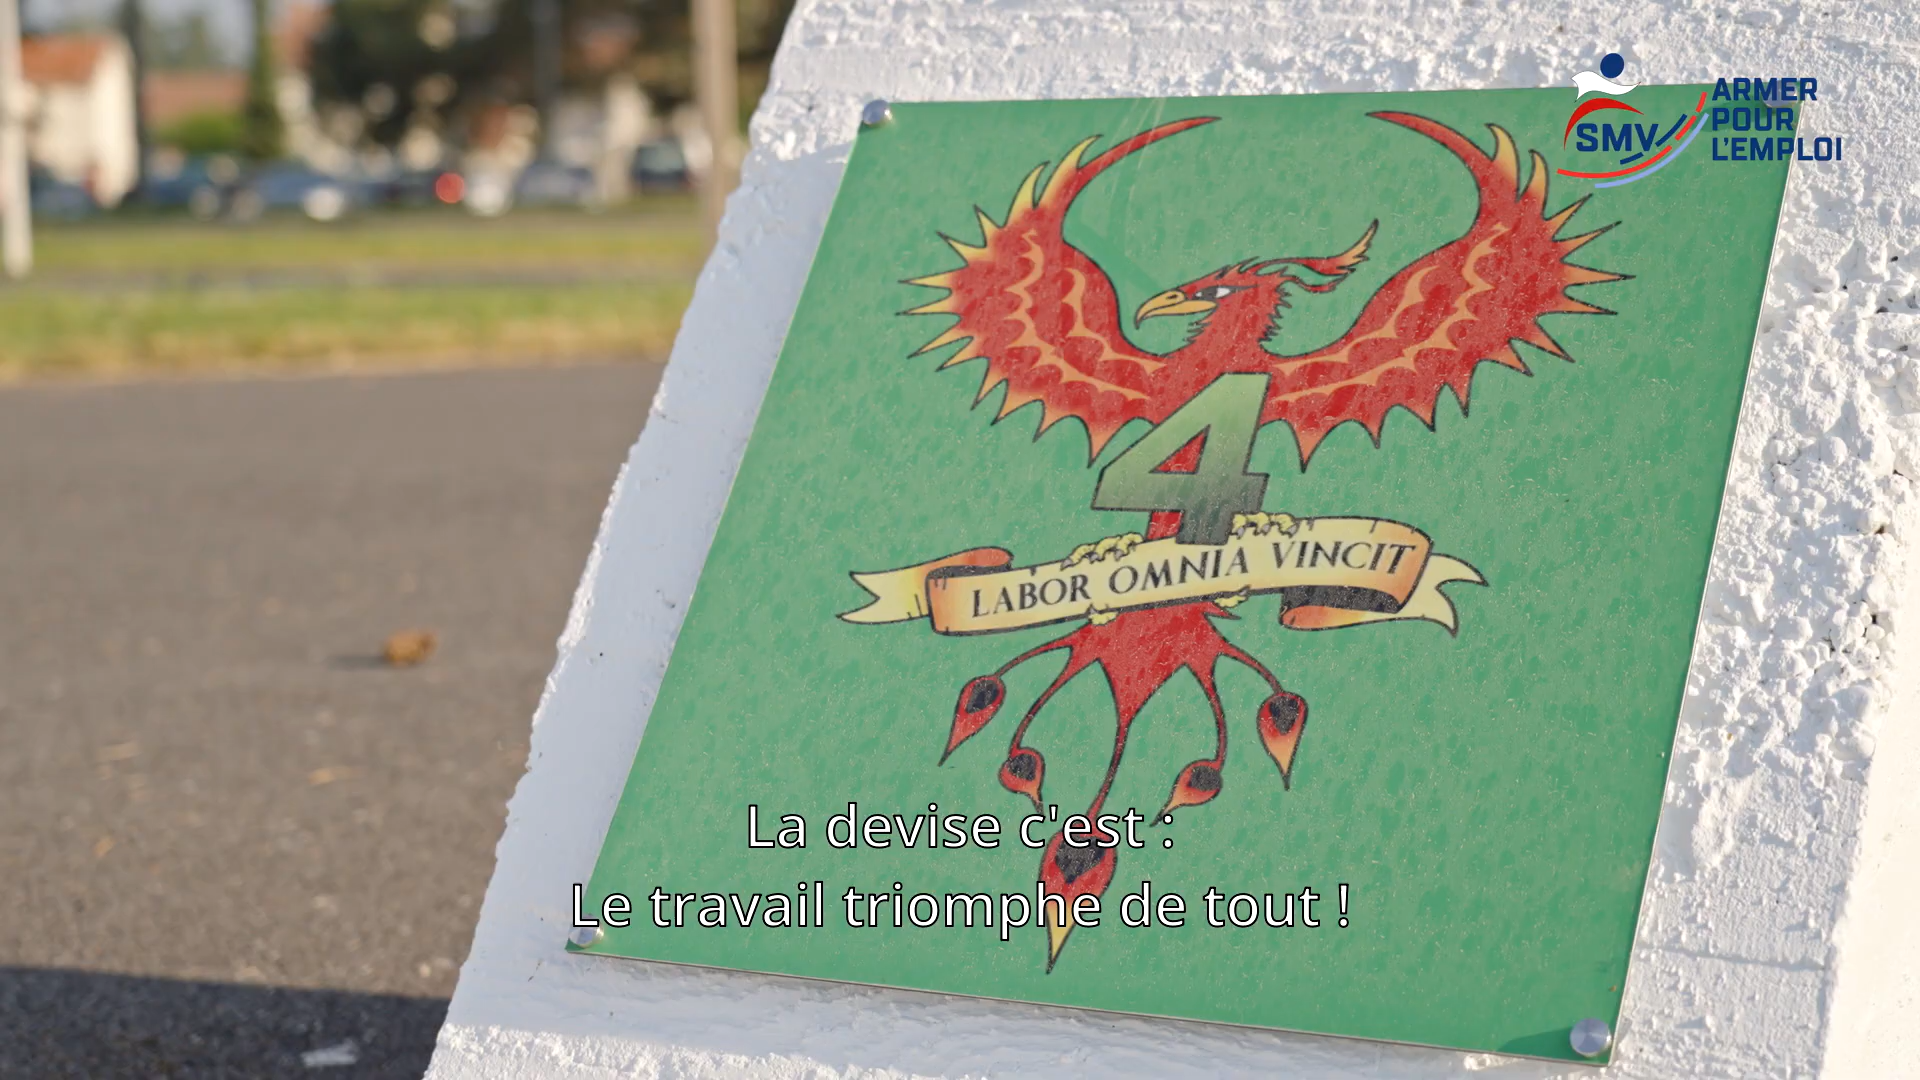 SMV
ARMER
POUR
L'EMPLOI
4
LABOR OMNIA VINCIT
La devise c'est :
Le travail triomphe de tout !